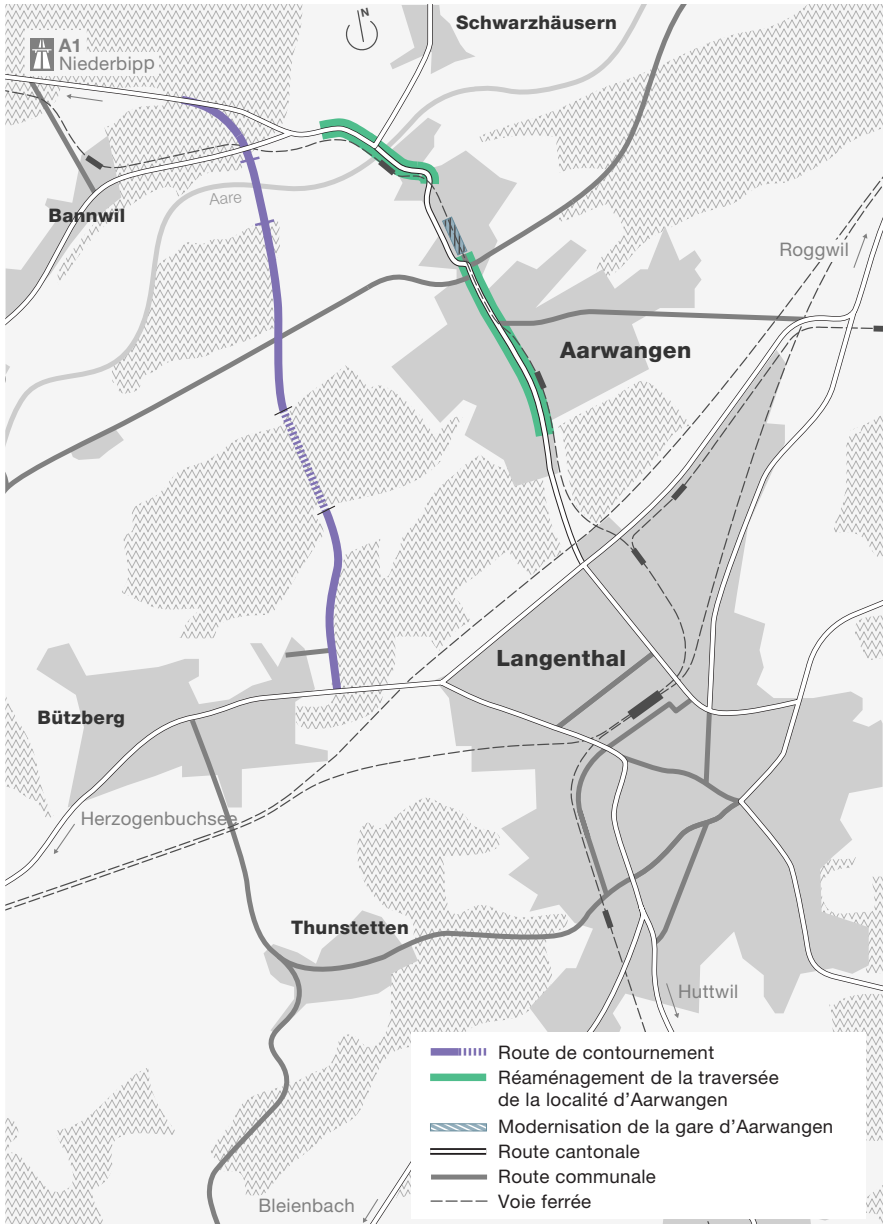 N
Schwarzhäusern
A1
Niederbipp
Aare
Bannwil
Roggwil
Aarwangen
Langenthal
Bützberg
Herzogenbuchsee
Thunstetten
Huttwil
Bleienbach
Route de contournement
Réaménagement de la traversée
de la localité d'Aarwangen
Modernisation de la gare d'Aarwangen
Route cantonale
Route communale
Voie ferrée